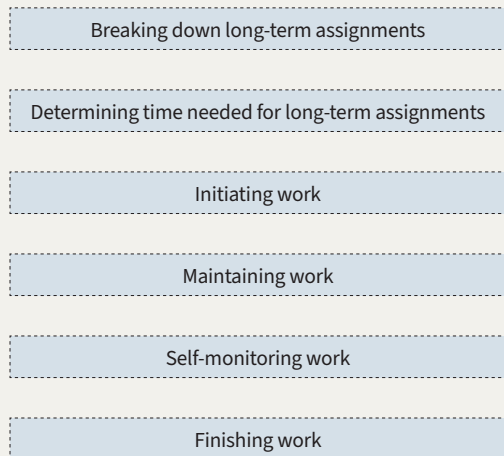 Breaking down long-term assignments
Determining time needed for long-term assignments
Initiating work
Maintaining work
Self-monitoring work
Finishing work